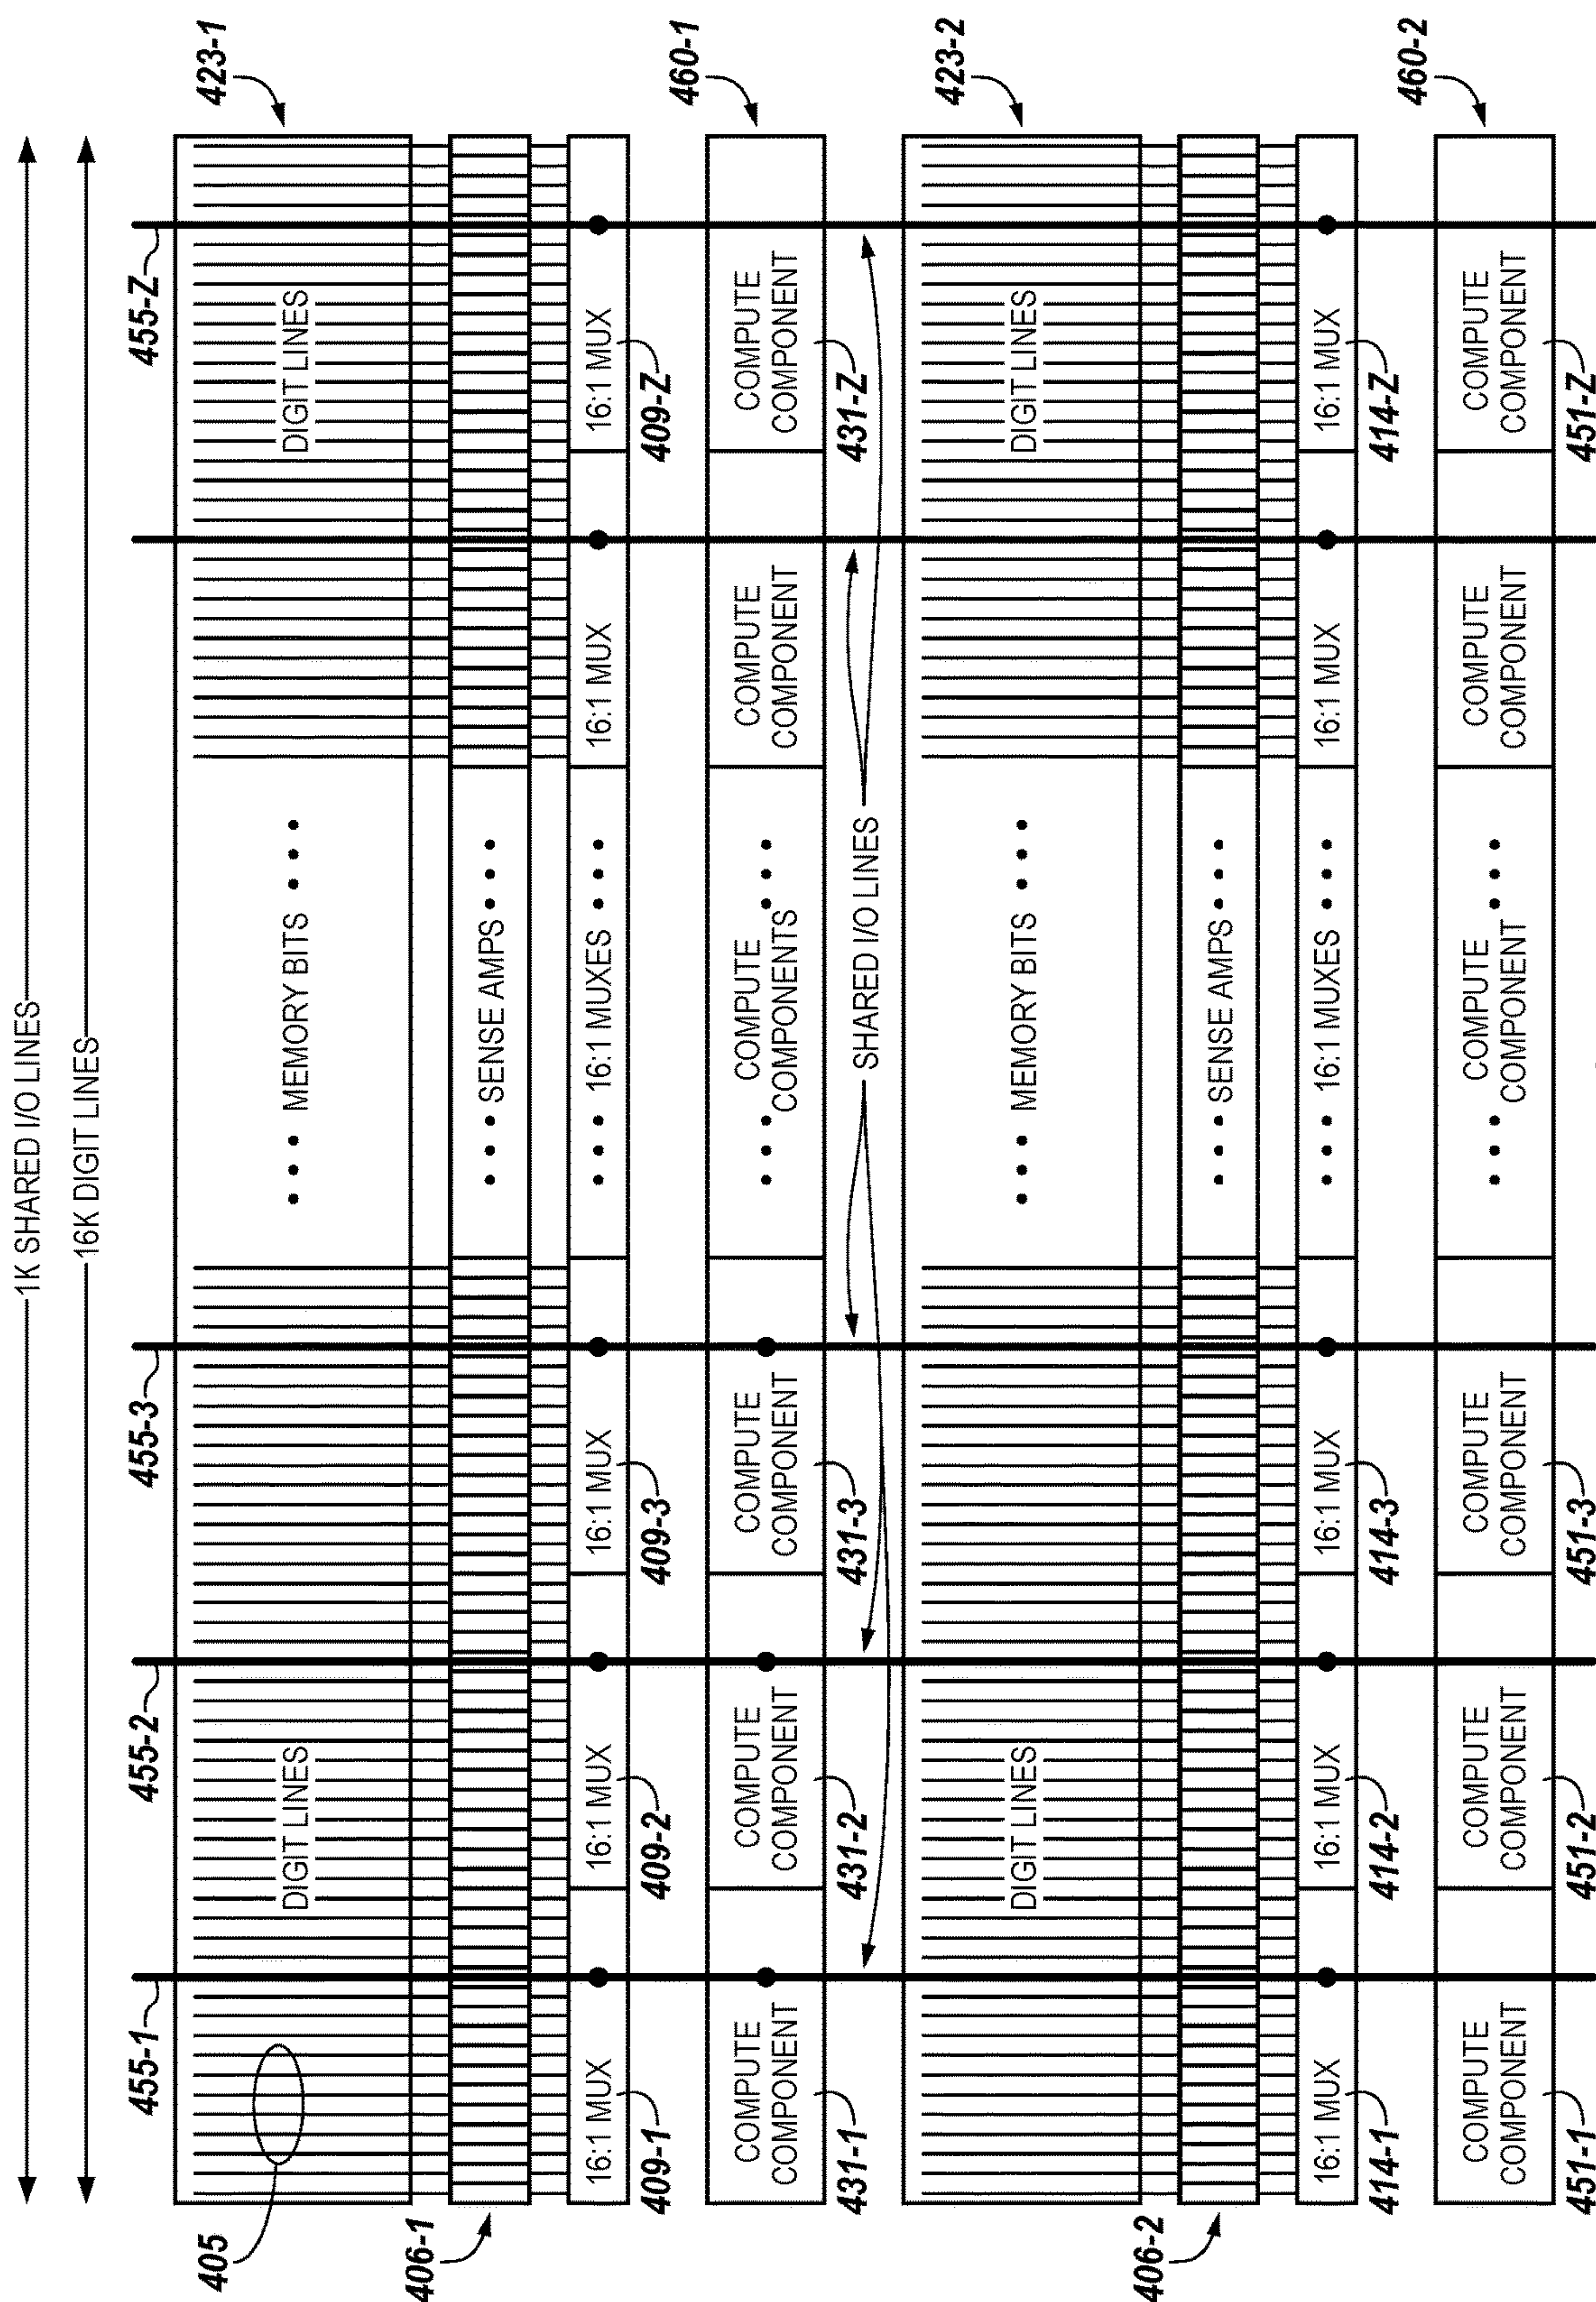 1K SHARED I/O LINES
16K DIGIT LINES
455-1
455-2
455-3
455-Z
423-1
405
DIGIT LINES
• • • MEMORY BITS • • •
DIGIT LINES
406-1
• • • SENSE AMPS • • •
16:1 MUX
16:1 MUX
16:1 MUX
• • • 16:1 MUXES • • •
16:1 MUX
16:1 MUX
409-1
409-2
409-3
409-Z
460-1
COMPUTE
COMPONENT
COMPUTE
COMPONENT
COMPUTE
COMPONENT
• • • COMPUTE
COMPONENTS • • •
COMPUTE
COMPONENT
COMPUTE
COMPONENT
431-1
431-2
431-3
431-Z
SHARED I/O LINES
423-2
DIGIT LINES
• • • MEMORY BITS • • •
DIGIT LINES
406-2
• • • SENSE AMPS • • •
16:1 MUX
16:1 MUX
16:1 MUX
• • • 16:1 MUXES • • •
16:1 MUX
16:1 MUX
414-1
414-2
414-3
414-Z
460-2
COMPUTE
COMPONENT
COMPUTE
COMPONENT
COMPUTE
COMPONENT
• • • COMPUTE
COMPONENT • • •
COMPUTE
COMPONENT
COMPUTE
COMPONENT
451-1
451-2
451-3
451-Z